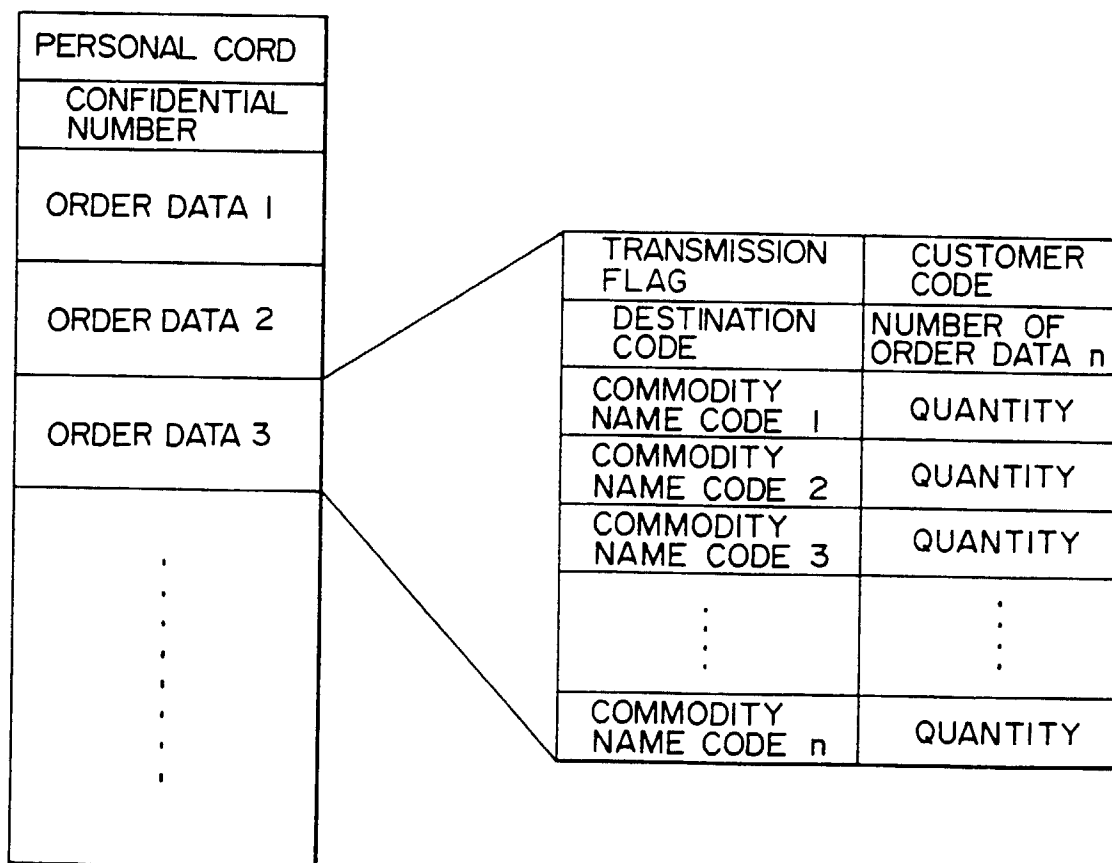 PERSONAL CORD
CONFIDENTIAL
NUMBER
ORDER DATA 1
ORDER DATA 2
ORDER DATA 3
TRANSMISSION
FLAG
CUSTOMER
CODE
DESTINATION
CODE
NUMBER OF
ORDER DATA n
COMMODITY
NAME CODE 1
QUANTITY
COMMODITY
NAME CODE 2
QUANTITY
COMMODITY
NAME CODE 3
QUANTITY
COMMODITY
NAME CODE n
QUANTITY